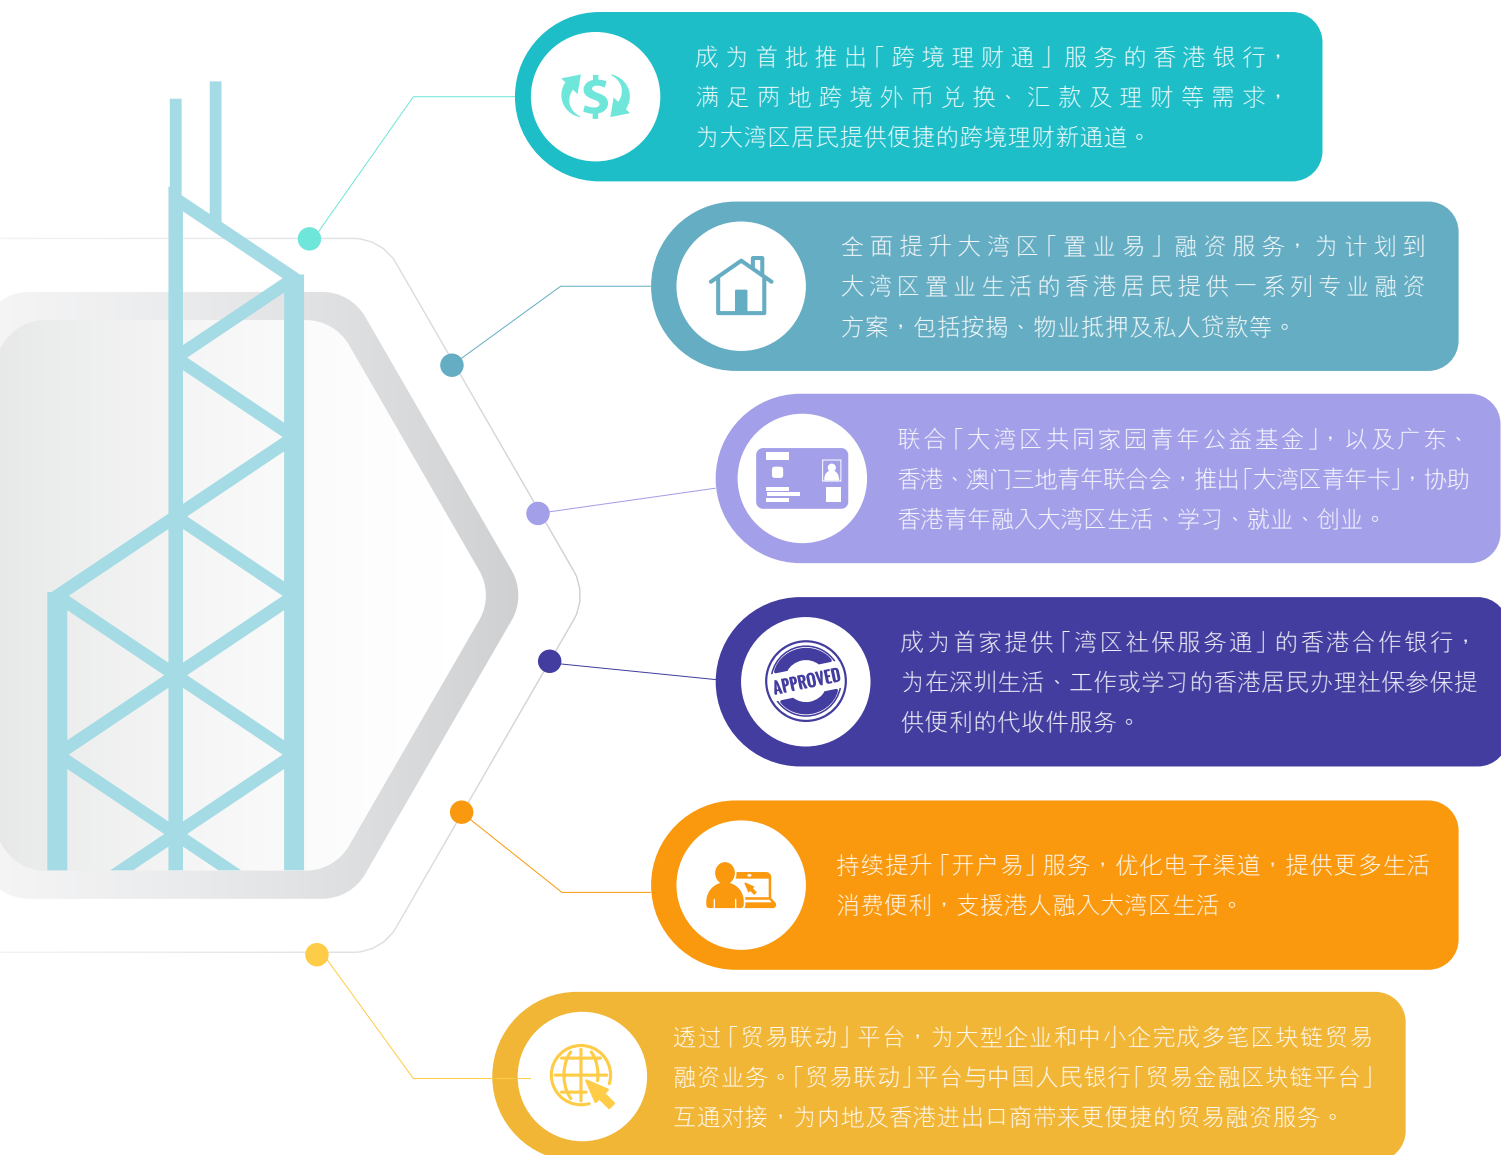 成为首批推出「跨境理财通」服务的香港银行，
满足两地跨境外币兑换、汇款及理财等需求，
为大湾区居民提供便捷的跨境理财新通道。
全面提升大湾区「置业易」融资服务，为计划到
大湾区置业生活的香港居民提供一系列专业融资
方案，包括按揭、物业抵押及私人贷款等。
联合「大湾区共同家园青年公益基金」，以及广东、
香港、澳门三地青年联合会，推出「大湾区青年卡」，协助
香港青年融入大湾区生活、学习、就业、创业。
APPROVED
成为首家提供「湾区社保服务通」的香港合作银行，
为在深圳生活、工作或学习的香港居民办理社保参保提
供便利的代收件服务。
持续提升「开户易」服务，优化电子渠道，提供更多生活
消费便利，支援港人融入大湾区生活。
透过「贸易联动」平台，为大型企业和中小企完成多笔区块链贸易
融资业务。「贸易联动」平台与中国人民银行「贸易金融区块链平台」
互通对接，为内地及香港进出口商带来更便捷的贸易融资服务。